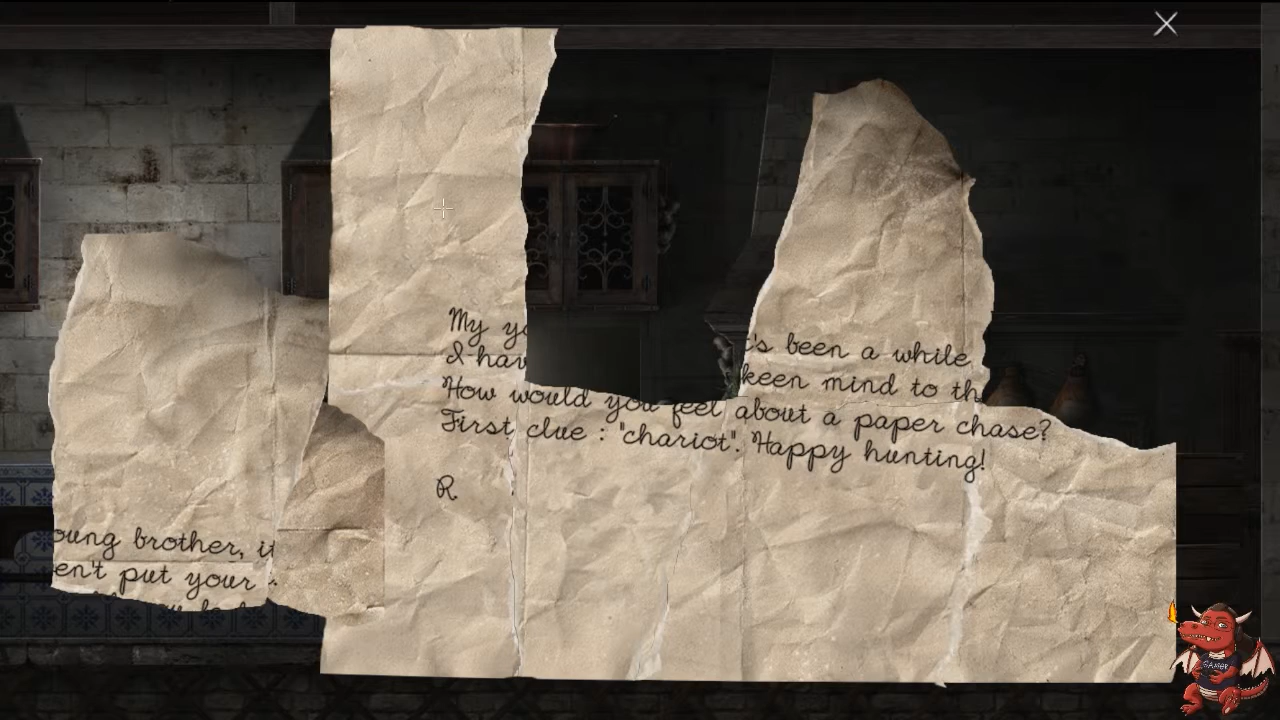 My yo
I hav
's been a while
keen mind to th
How would you feel about a paper chase?
First clue : "chariot". Happy hunting!
R.
oung brother, it
en't put your
GAMER